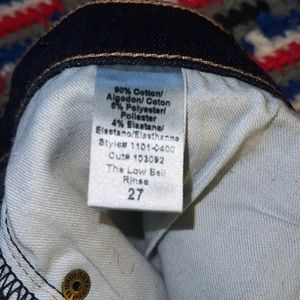 90% Cotton/
Algodon/ Coton
6% Polyester/
Poliester
4% Elastane/
Elastano/Elasthanne
Style# 1101-0400
Cut# 103092
The Low Bell
Rinse
27